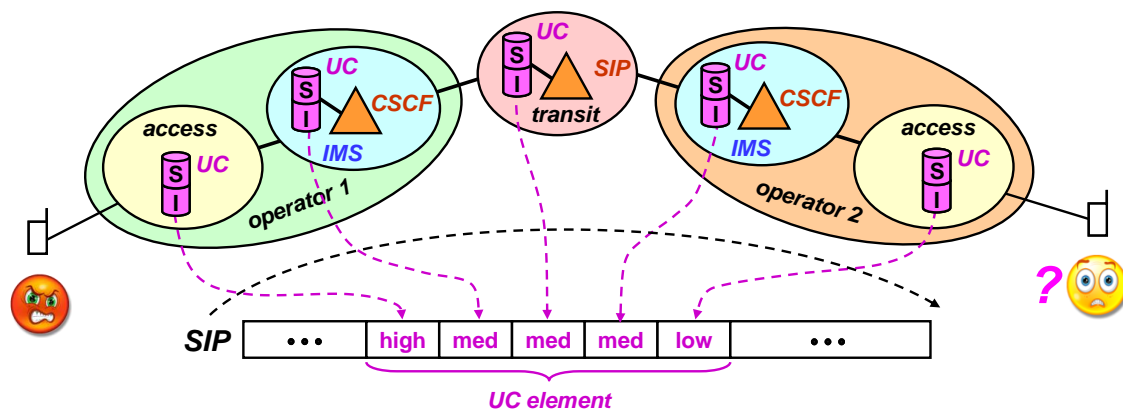 UC
S
I
SIP
transit
UC
S
I
CSCF
IMS
access
UC
S
I
operator 1
UC
S
I
CSCF
IMS
access
UC
S
I
operator 2
?
SIP
••• high med med med low •••
UC element